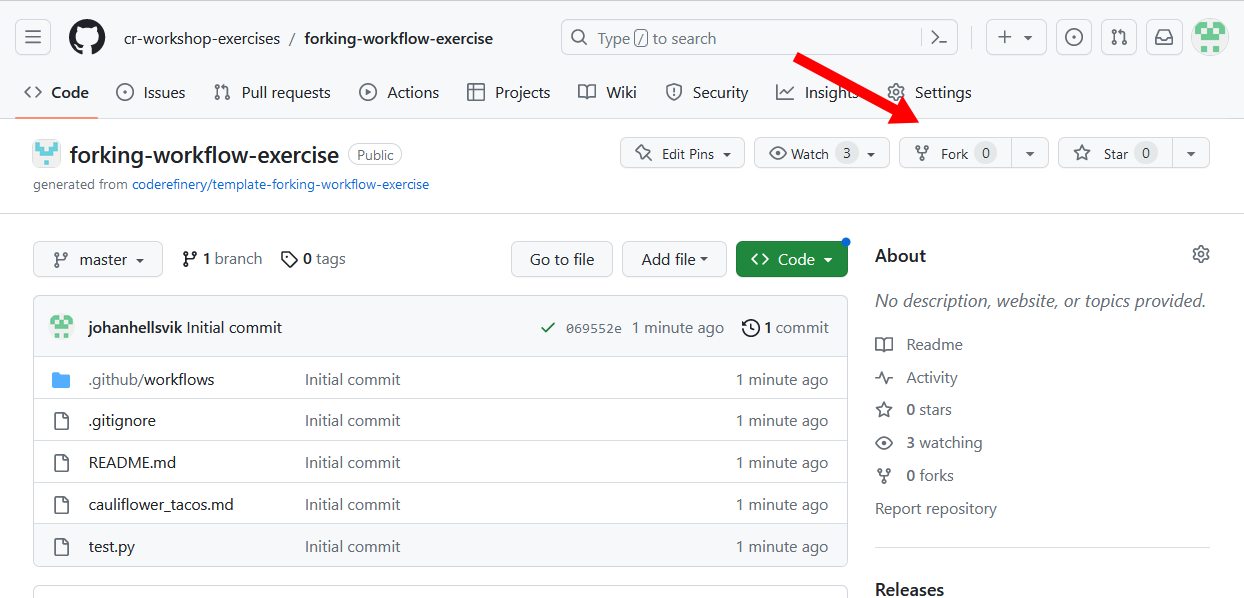 cr-workshop-exercises / forking-workflow-exercise Type / to search
Code Issues Pull requests Actions Projects Wiki Security Insights Settings
forking-workflow-exercise Public Edit Pins Watch 3 Fork 0 Star 0
generated from coderefinery/template-forking-workflow-exercise
master 1 branch 0 tags Go to file Add file Code
johanhellsvik Initial commit 069552e 1 minute ago 1 commit
.github/workflows Initial commit 1 minute ago
.gitignore Initial commit 1 minute ago
README.md Initial commit 1 minute ago
cauliflower_tacos.md Initial commit 1 minute ago
test.py Initial commit 1 minute ago
About
No description, website, or topics provided.
Readme
Activity
0 stars
3 watching
0 forks
Report repository
Releases